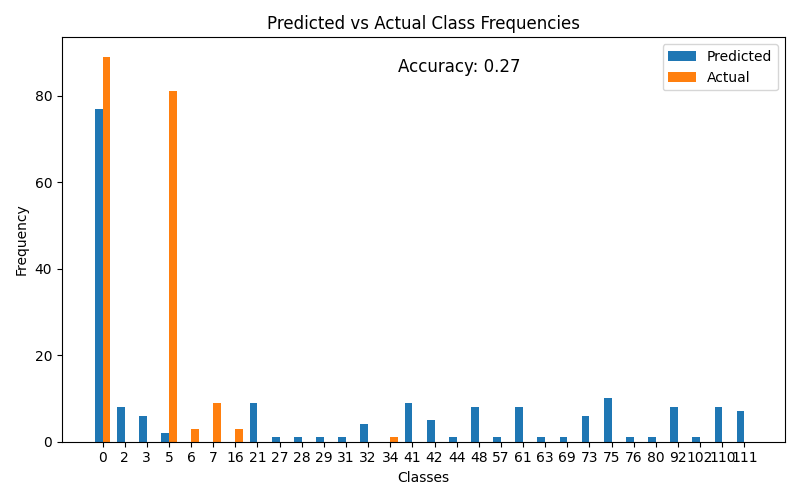 Predicted vs Actual Class Frequencies
Accuracy: 0.27
Predicted
Actual
80
60
40
20
0
Frequency
0 2 3 5 6 7 16 21 27 28 29 31 32 34 41 42 44 48 57 61 63 69 73 75 76 80 92 102 110 111
Classes